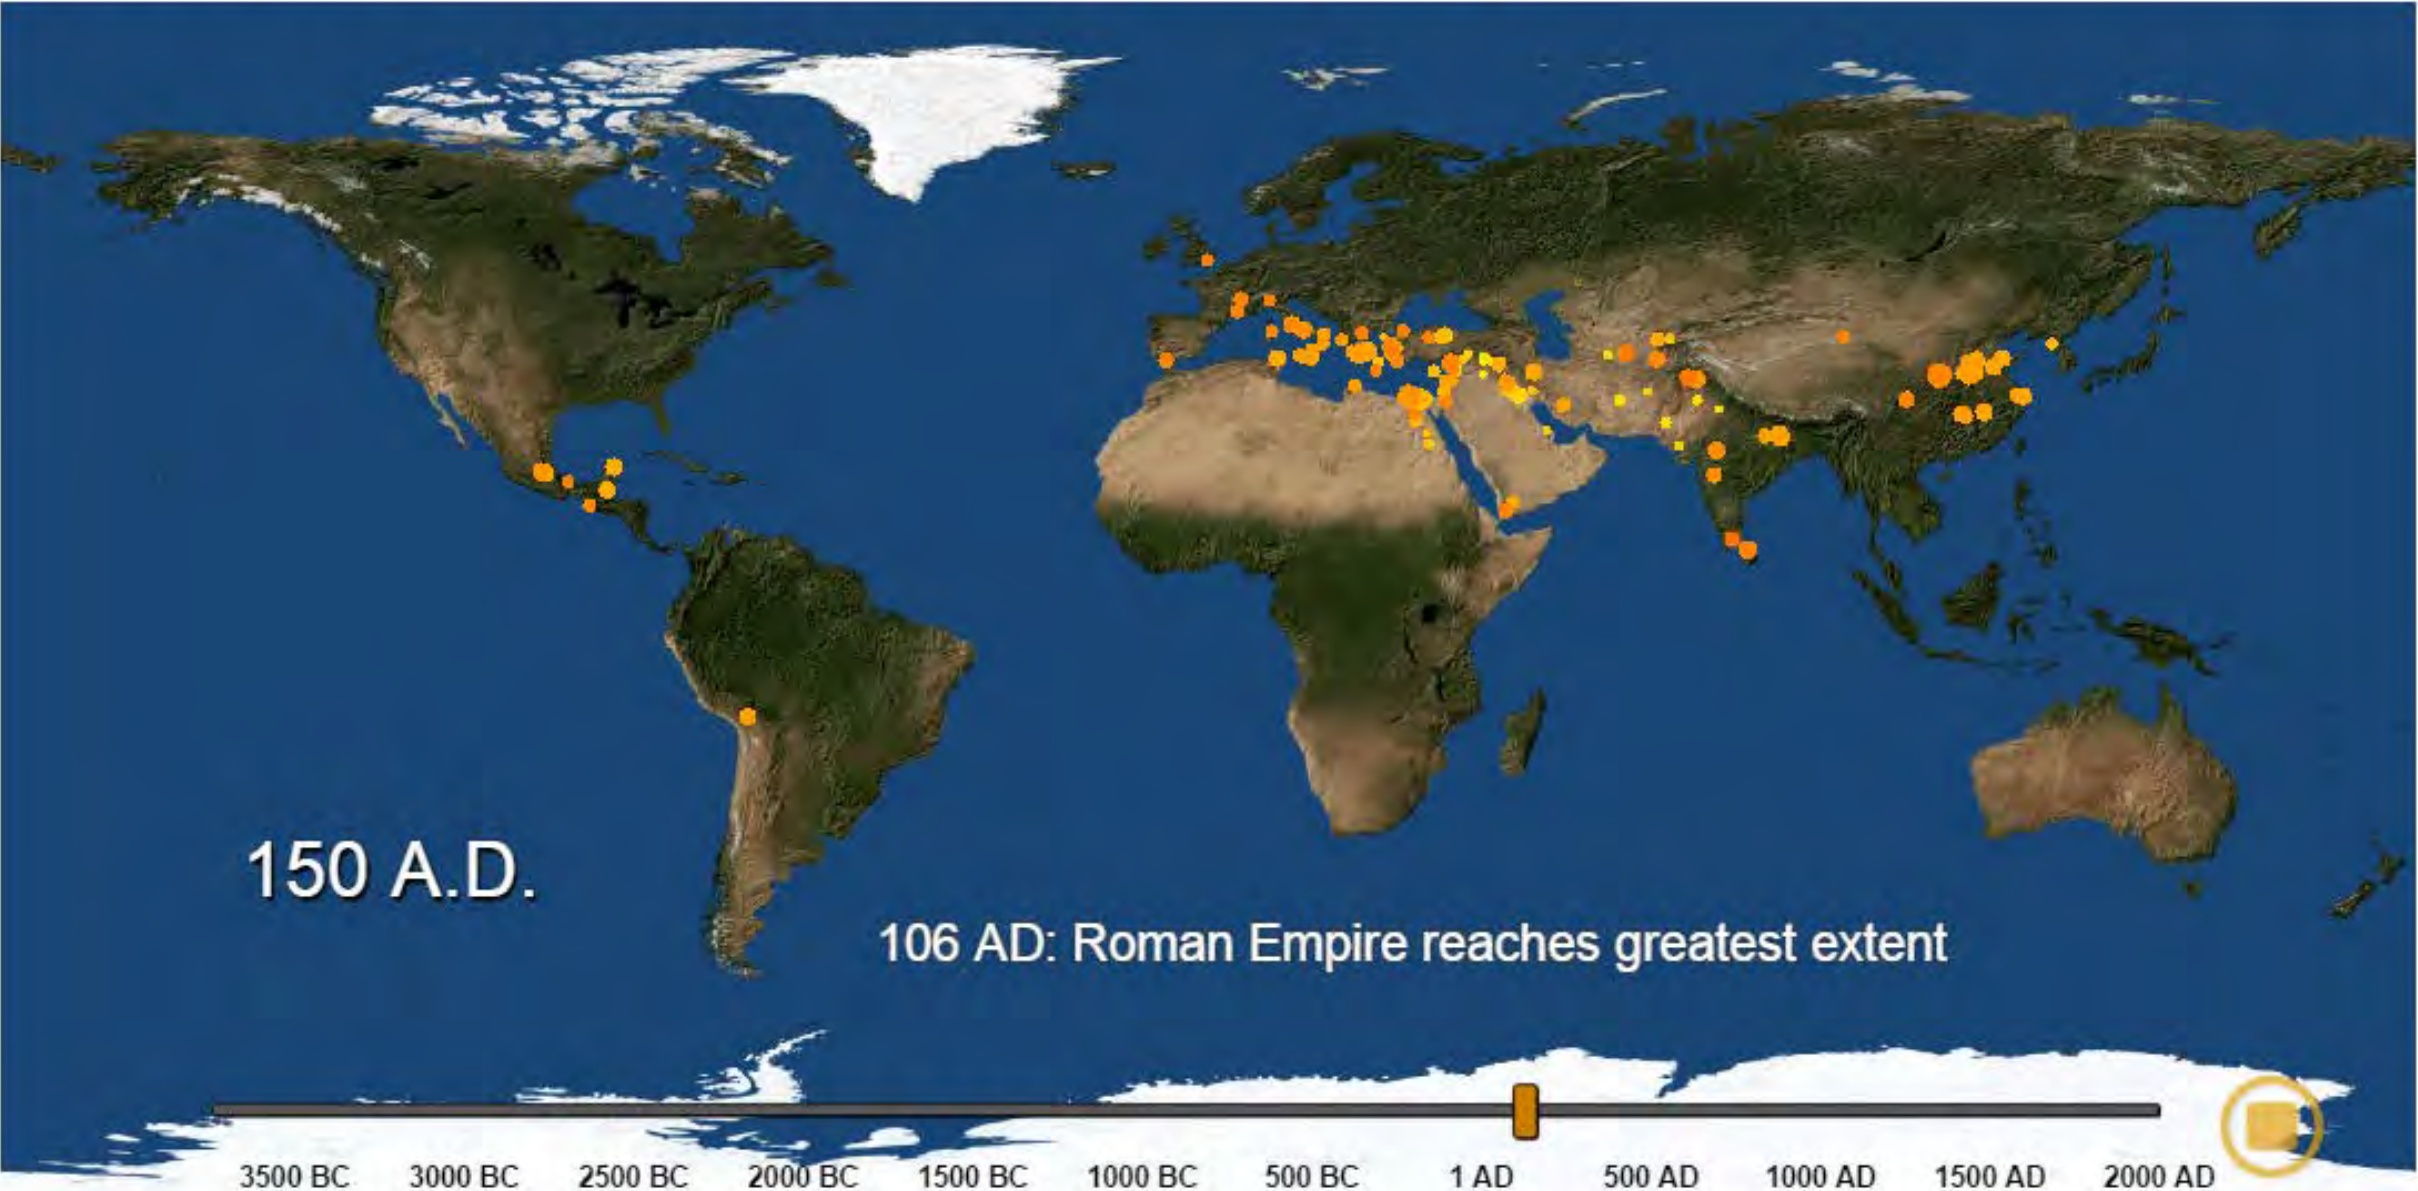 150 A.D.
106 AD: Roman Empire reaches greatest extent
3500 BC 3000 BC 2500 BC 2000 BC 1500 BC 1000 BC 500 BC 1 AD 500 AD 1000 AD 1500 AD 2000 AD